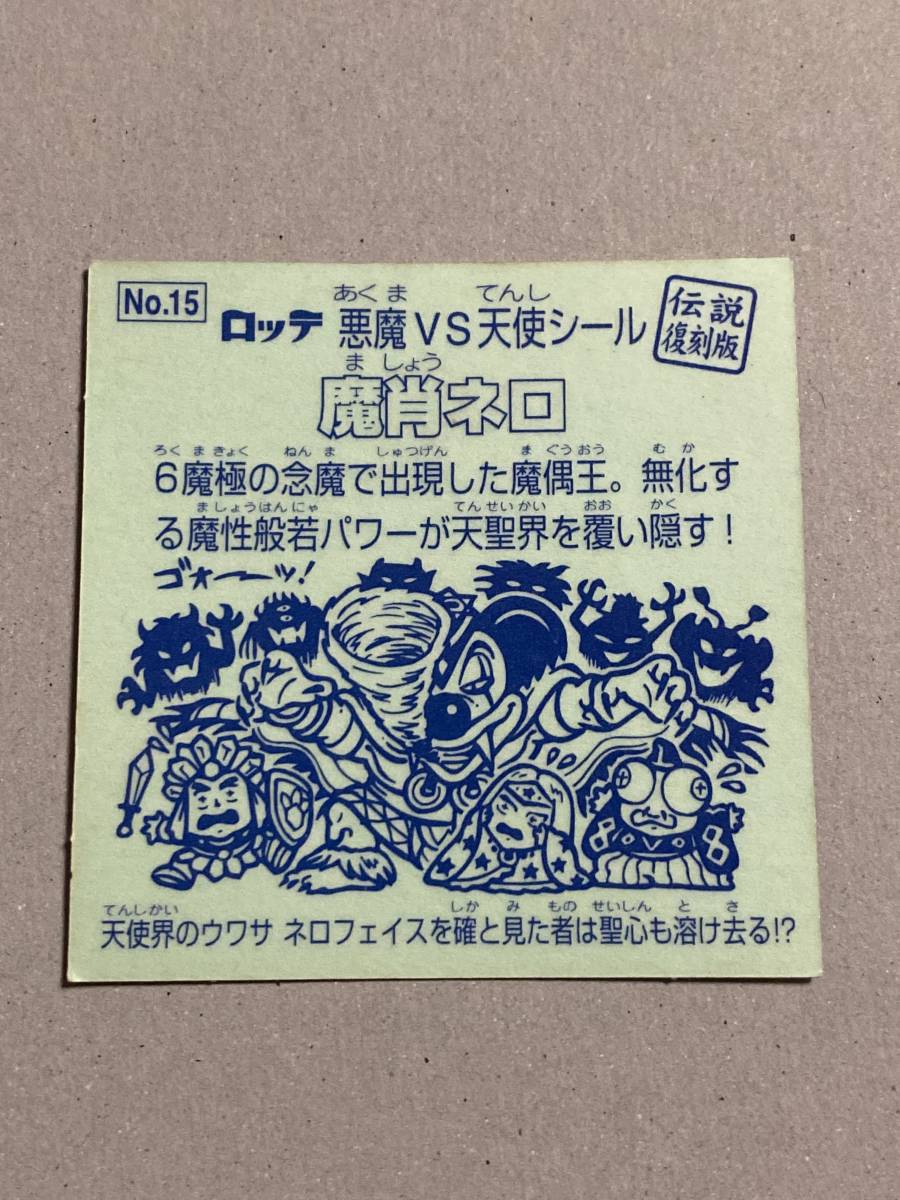 No.15
あくま てんし
ロッテ 悪魔VS天使シール
伝説
復刻版
ましょう
魔肖ネロ
ろくまきょく ねんま しゅつげん まぐうおう むか
6魔極の念魔で出現した魔偶王。無化す
ましょうはんにゃ てんせいかい おお かく
る魔性般若パワーが天聖界を覆い隠す!
ゴォーーッ!
てんしかい しか み もの せいしん と さ
天使界のウワサ ネロフェイスを確と見た者は聖心も溶け去る!?